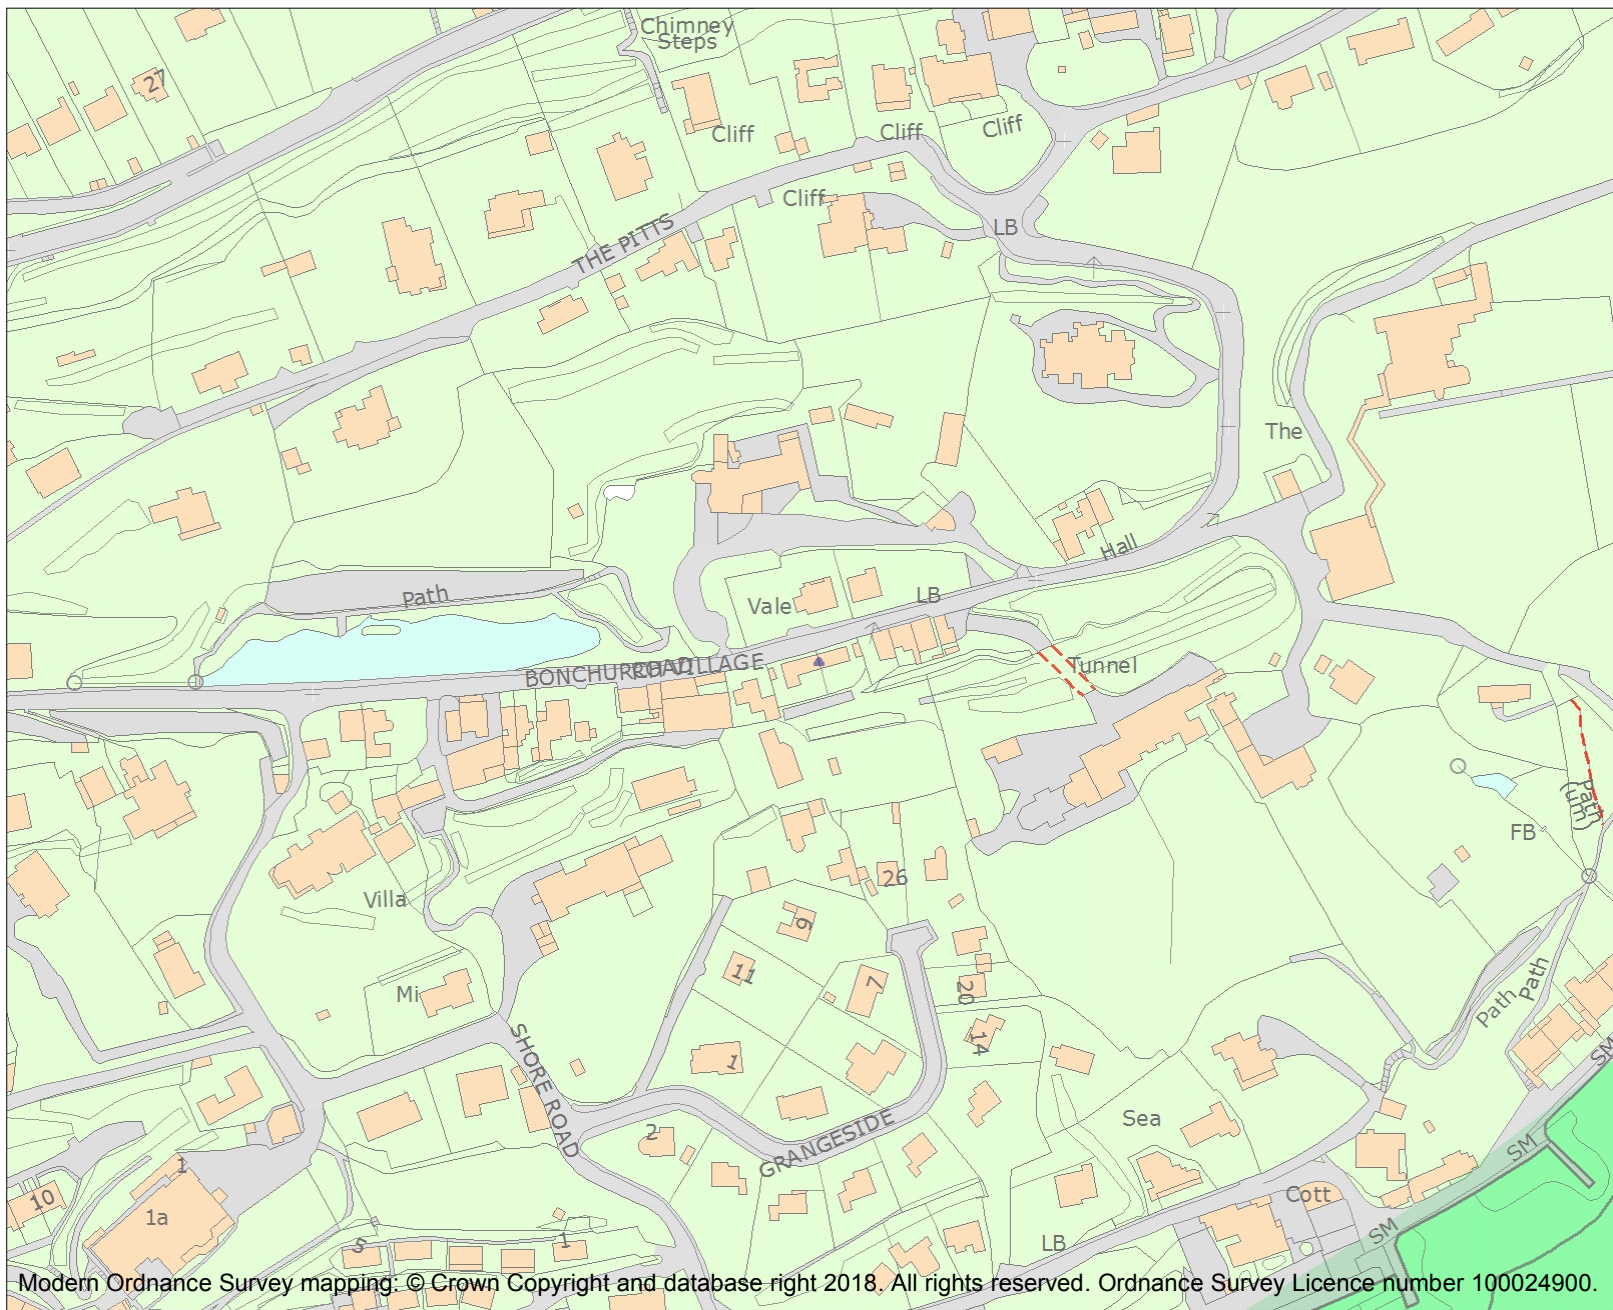 Chimney
Steps
27
Cliff
Cliff
Cliff
Cliff
THE PITTS
LB
The
Hall
Path
Vale
LB
BONCHURCH VILLAGE
ROAD
Tunnel
Path
(um)
FB
26
Villa
9
11
7
20
Mi
14
Path
Path
SHORE ROAD
1
SM
2
GRANGESIDE
Sea
SM
1
10
1a
Cott
SM
5
1
LB
Modern Ordnance Survey mapping: © Crown Copyright and database right 2018. All rights reserved. Ordnance Survey Licence number 100024900.